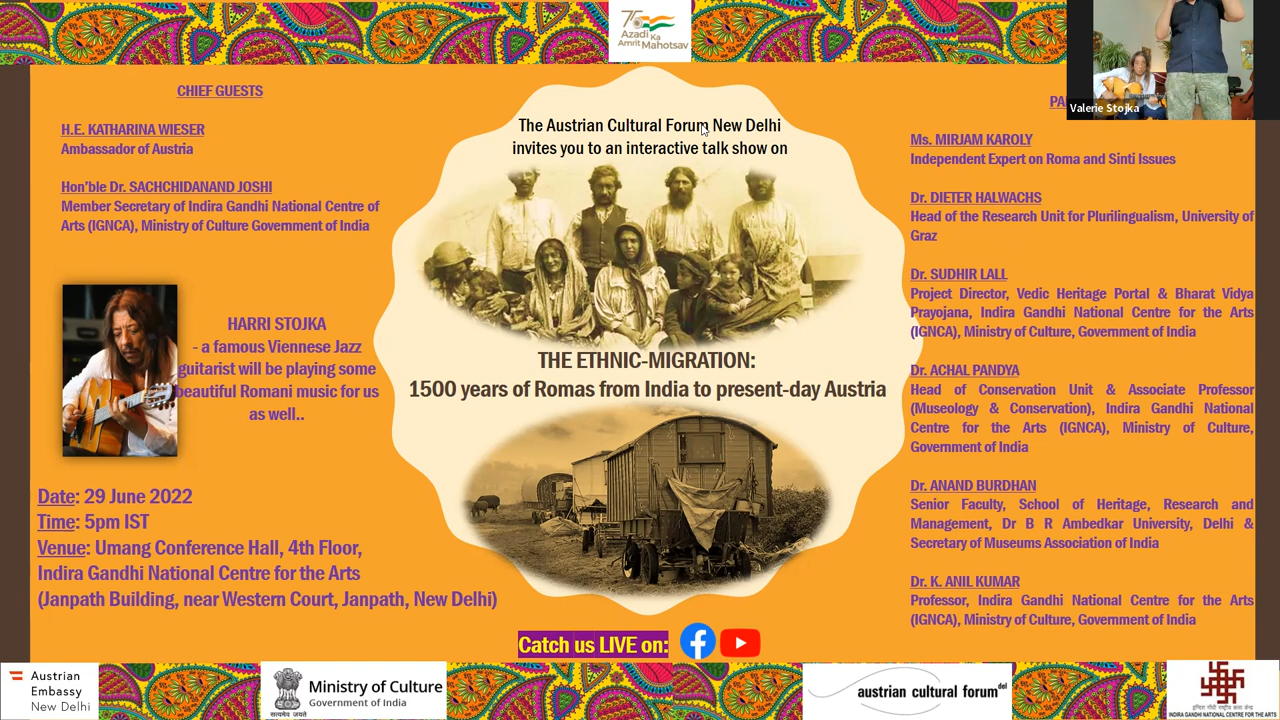 75
Azadi Ka
Amrit Mahotsav
CHIEF GUESTS
H.E. KATHARINA WIESER
Ambassador of Austria
Hon'ble Dr. SACHCHIDANAND JOSHI
Member Secretary of Indira Gandhi National Centre of
Arts (IGNCA), Ministry of Culture Government of India
HARRI STOJKA
- a famous Viennese Jazz
guitarist will be playing some
beautiful Romani music for us
as well..
Date: 29 June 2022
Time: 5pm IST
Venue: Umang Conference Hall, 4th Floor,
Indira Gandhi National Centre for the Arts
(Janpath Building, near Western Court, Janpath, New Delhi)
The Austrian Cultural Forum New Delhi
invites you to an interactive talk show on
THE ETHNIC-MIGRATION:
1500 years of Romas from India to present-day Austria
Catch us LIVE on:
Valerie Stojka
Ms. MIRJAM KAROLY
Independent Expert on Roma and Sinti Issues
Dr. DIETER HALWACHS
Head of the Research Unit for Plurilingualism, University of
Graz
Dr. SUDHIR LALL
Project Director, Vedic Heritage Portal & Bharat Vidya
Prayojana, Indira Gandhi National Centre for the Arts
(IGNCA), Ministry of Culture, Government of India
Dr. ACHAL PANDYA
Head of Conservation Unit & Associate Professor
(Museology & Conservation), Indira Gandhi National
Centre for the Arts (IGNCA), Ministry of Culture,
Government of India
Dr. ANAND BURDHAN
Senior Faculty, School of Heritage, Research and
Management, Dr B R Ambedkar University, Delhi &
Secretary of Museums Association of India
Dr. K. ANIL KUMAR
Professor, Indira Gandhi National Centre for the Arts
(IGNCA), Ministry of Culture, Government of India
Austrian
Embassy
New Delhi
सत्यमेव जयते
Ministry of Culture
Government of India
austrian cultural forum del
इन्दिरा गाँधी राष्ट्रीय कला केन्द्र
INDIRA GANDHI NATIONAL CENTRE FOR THE ARTS